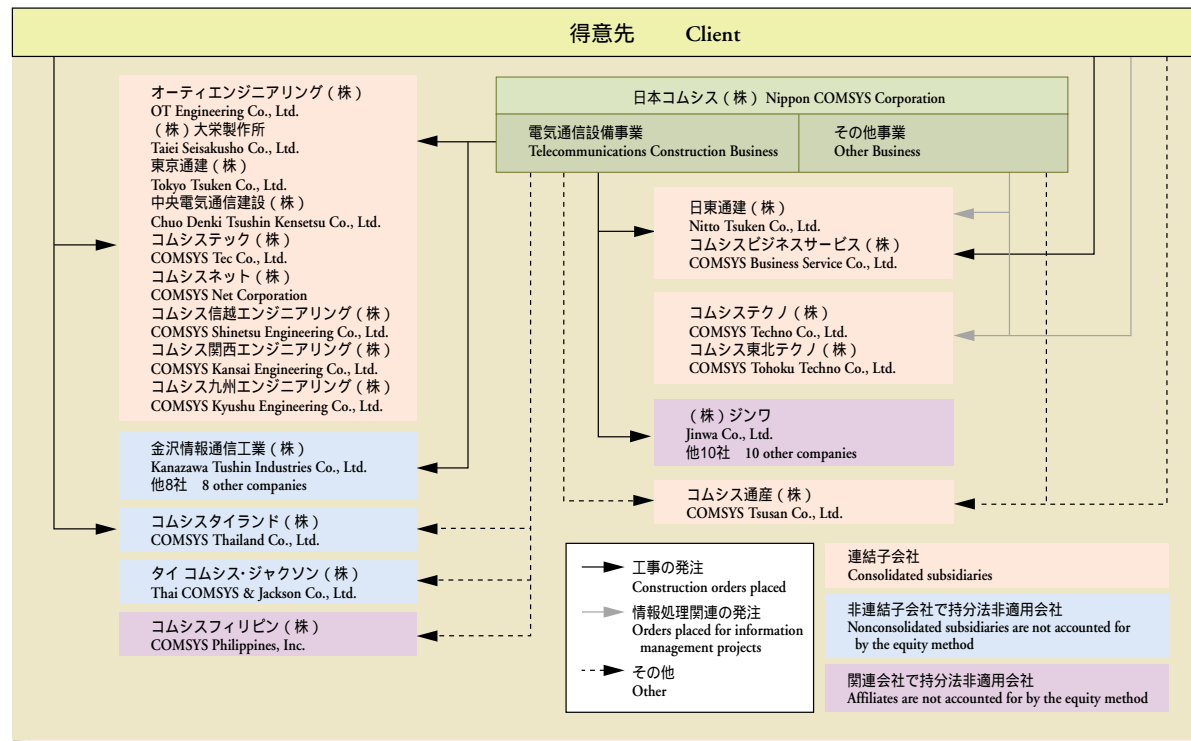 得意先 Client
オーティエンジニアリング（株）
OT Engineering Co., Ltd.
（株）大栄製作所
Taiei Seisakusho Co., Ltd.
東京通建（株）
Tokyo Tsuken Co., Ltd.
中央電気通信建設（株）
Chuo Denki Tsushin Kensetsu Co., Ltd.
コムシステック（株）
COMSYS Tec Co., Ltd.
コムシスネット（株）
COMSYS Net Corporation
コムシス信越エンジニアリング（株）
COMSYS Shinetsu Engineering Co., Ltd.
コムシス関西エンジニアリング（株）
COMSYS Kansai Engineering Co., Ltd.
コムシス九州エンジニアリング（株）
COMSYS Kyushu Engineering Co., Ltd.
金沢情報通信工業（株）
Kanazawa Tushin Industries Co., Ltd.
他8社 8 other companies
コムシスタイランド（株）
COMSYS Thailand Co., Ltd.
タイ コムシス・ジャクソン（株）
Thai COMSYS & Jackson Co., Ltd.
コムシスフィリピン（株）
COMSYS Philippines, Inc.
日本コムシス（株） Nippon COMSYS Corporation
電気通信設備事業
Telecommunications Construction Business
その他事業
Other Business
日東通建（株）
Nitto Tsuken Co., Ltd.
コムシスビジネスサービス（株）
COMSYS Business Service Co., Ltd.
コムシステクノ（株）
COMSYS Techno Co., Ltd.
コムシス東北テクノ（株）
COMSYS Tohoku Techno Co., Ltd.
（株）ジンワ
Jinwa Co., Ltd.
他10社 10 other companies
コムシス通産（株）
COMSYS Tsusan Co., Ltd.
工事の発注
Construction orders placed
情報処理関連の発注
Orders placed for information
management projects
その他
Other
連結子会社
Consolidated subsidiaries
非連結子会社で持分法非適用会社
Nonconsolidated subsidiaries are not accounted for
by the equity method
関連会社で持分法非適用会社
Affiliates are not accounted for by the equity method